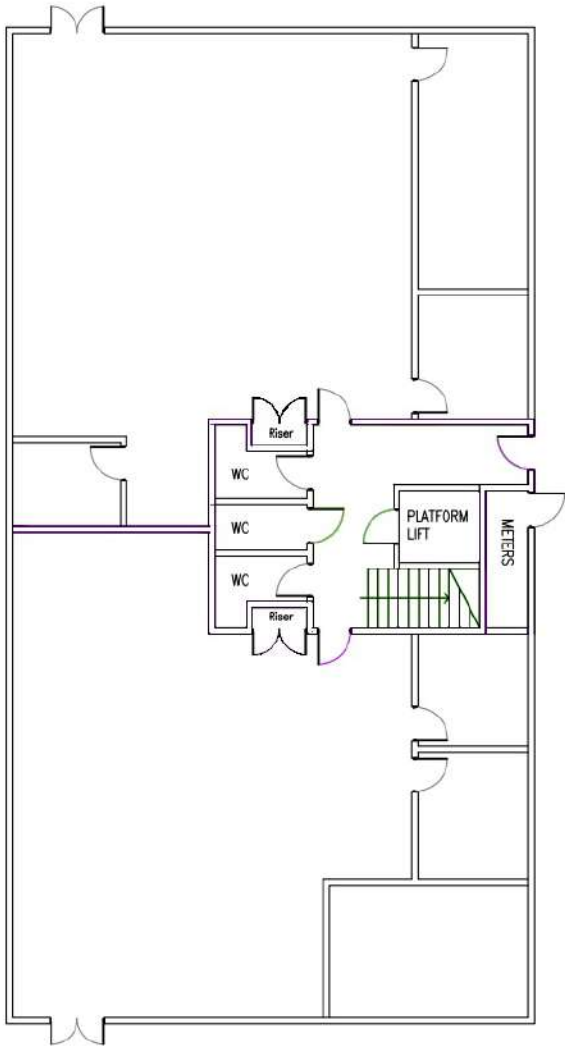 Riser
WC
WC
PLATFORM
LIFT
METERS
WC
Riser